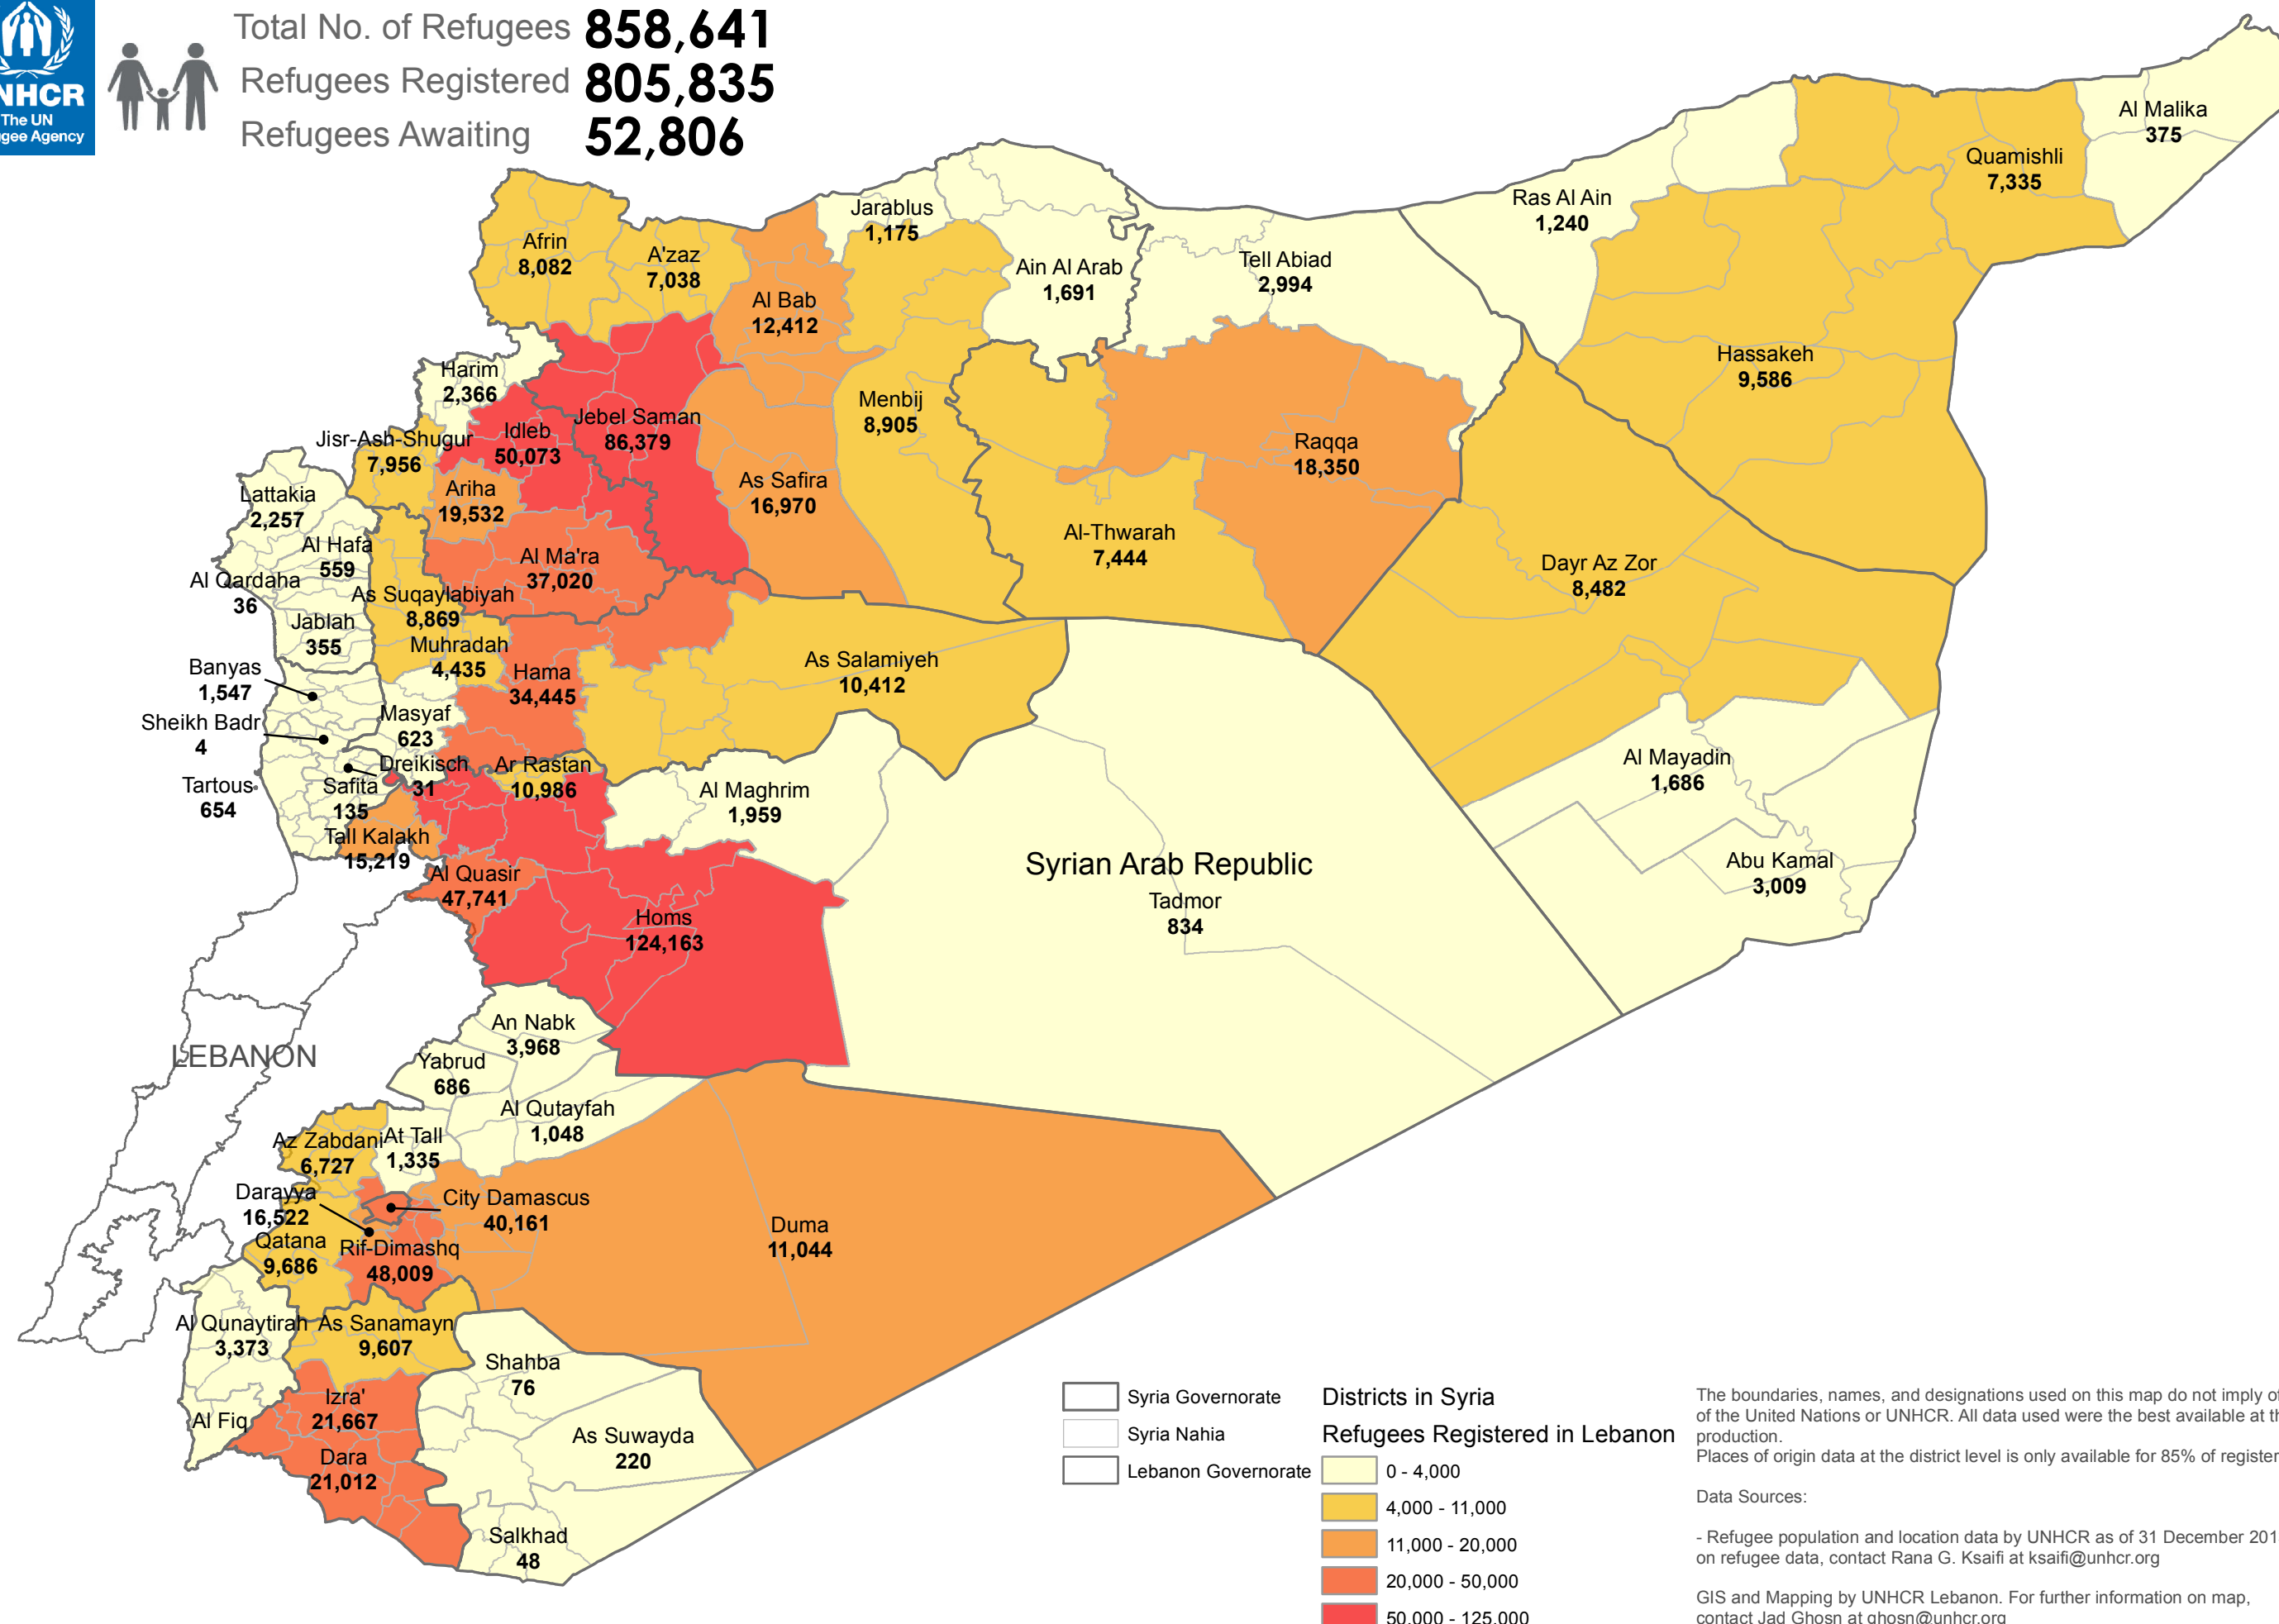 Total No. of Refugees 858,641
Refugees Registered 805,835
Refugees Awaiting 52,806
UNHCR
The UN
Refugee Agency
Al Malika
375
Quamishli
7,335
Ras Al Ain
1,240
Jarablus
1,175
Afrin
8,082
A'zaz
7,038
Ain Al Arab
1,691
Tell Abiad
2,994
Al Bab
12,412
Hassakeh
9,586
Harim
2,366
Menbij
8,905
Jebel Saman
86,379
Idleb
50,073
Jisr-Ash-Shugur
7,956
Raqqa
18,350
As Safira
16,970
Ariha
19,532
Lattakia
2,257
Al-Thwarah
7,444
Al Hafa
559
Al Ma'ra
37,020
Dayr Az Zor
8,482
Al Qardaha
36
As Suqaylabiyah
8,869
Jablah
355
Muhradah
4,435
Banyas
1,547
Hama
34,445
As Salamiyeh
10,412
Sheikh Badr
4
Masyaf
623
Dreikisch
31
Ar Rastan
10,986
Al Mayadin
1,686
Tartous
654
Safita
135
Al Maghrim
1,959
Tall Kalakh
15,219
Al Quasir
47,741
Syrian Arab Republic
Abu Kamal
3,009
Tadmor
834
Homs
124,163
An Nabk
3,968
LEBANON
Yabrud
686
Al Qutayfah
1,048
Az Zabdani
6,727
At Tall
1,335
Darayya
16,522
City Damascus
40,161
Duma
11,044
Qatana
9,686
Rif-Dimashq
48,009
Al Qunaytirah
3,373
As Sanamayn
9,607
Shahba
76
Izra'
21,667
Al Fiq
As Suwayda
220
Dara
21,012
Salkhad
48
Syria Governorate
Syria Nahia
Lebanon Governorate
Districts in Syria
Refugees Registered in Lebanon
0 - 4,000
4,000 - 11,000
11,000 - 20,000
20,000 - 50,000
50,000 - 125,000
The boundaries, names, and designations used on this map do not imply
of the United Nations or UNHCR. All data used were the best available at
production.
Places of origin data at the district level is only available for 85% of
Data Sources:
- Refugee population and location data by UNHCR as of 31 December
on refugee data, contact Rana G. Ksaifi at ksaifi@unhcr.org
GIS and Mapping by UNHCR Lebanon. For further information on map,
contact Jad Ghosn at ghosn@unhcr.org